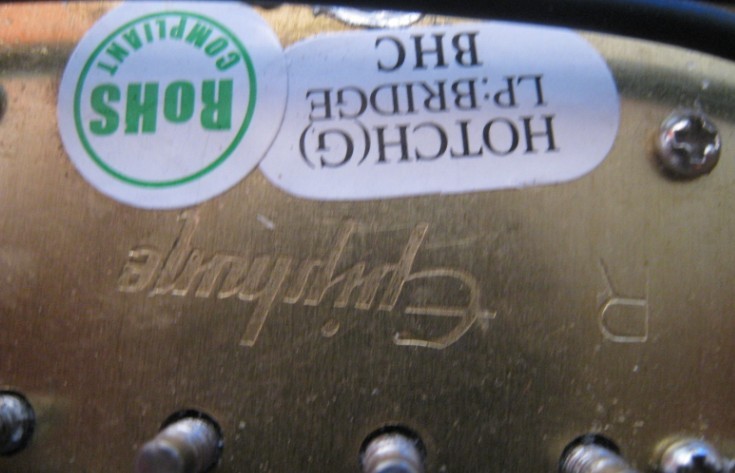 HOTCH(G)
LP:BRIDGE
BHC
RoHS
COMPLIANT
Epiphone
R